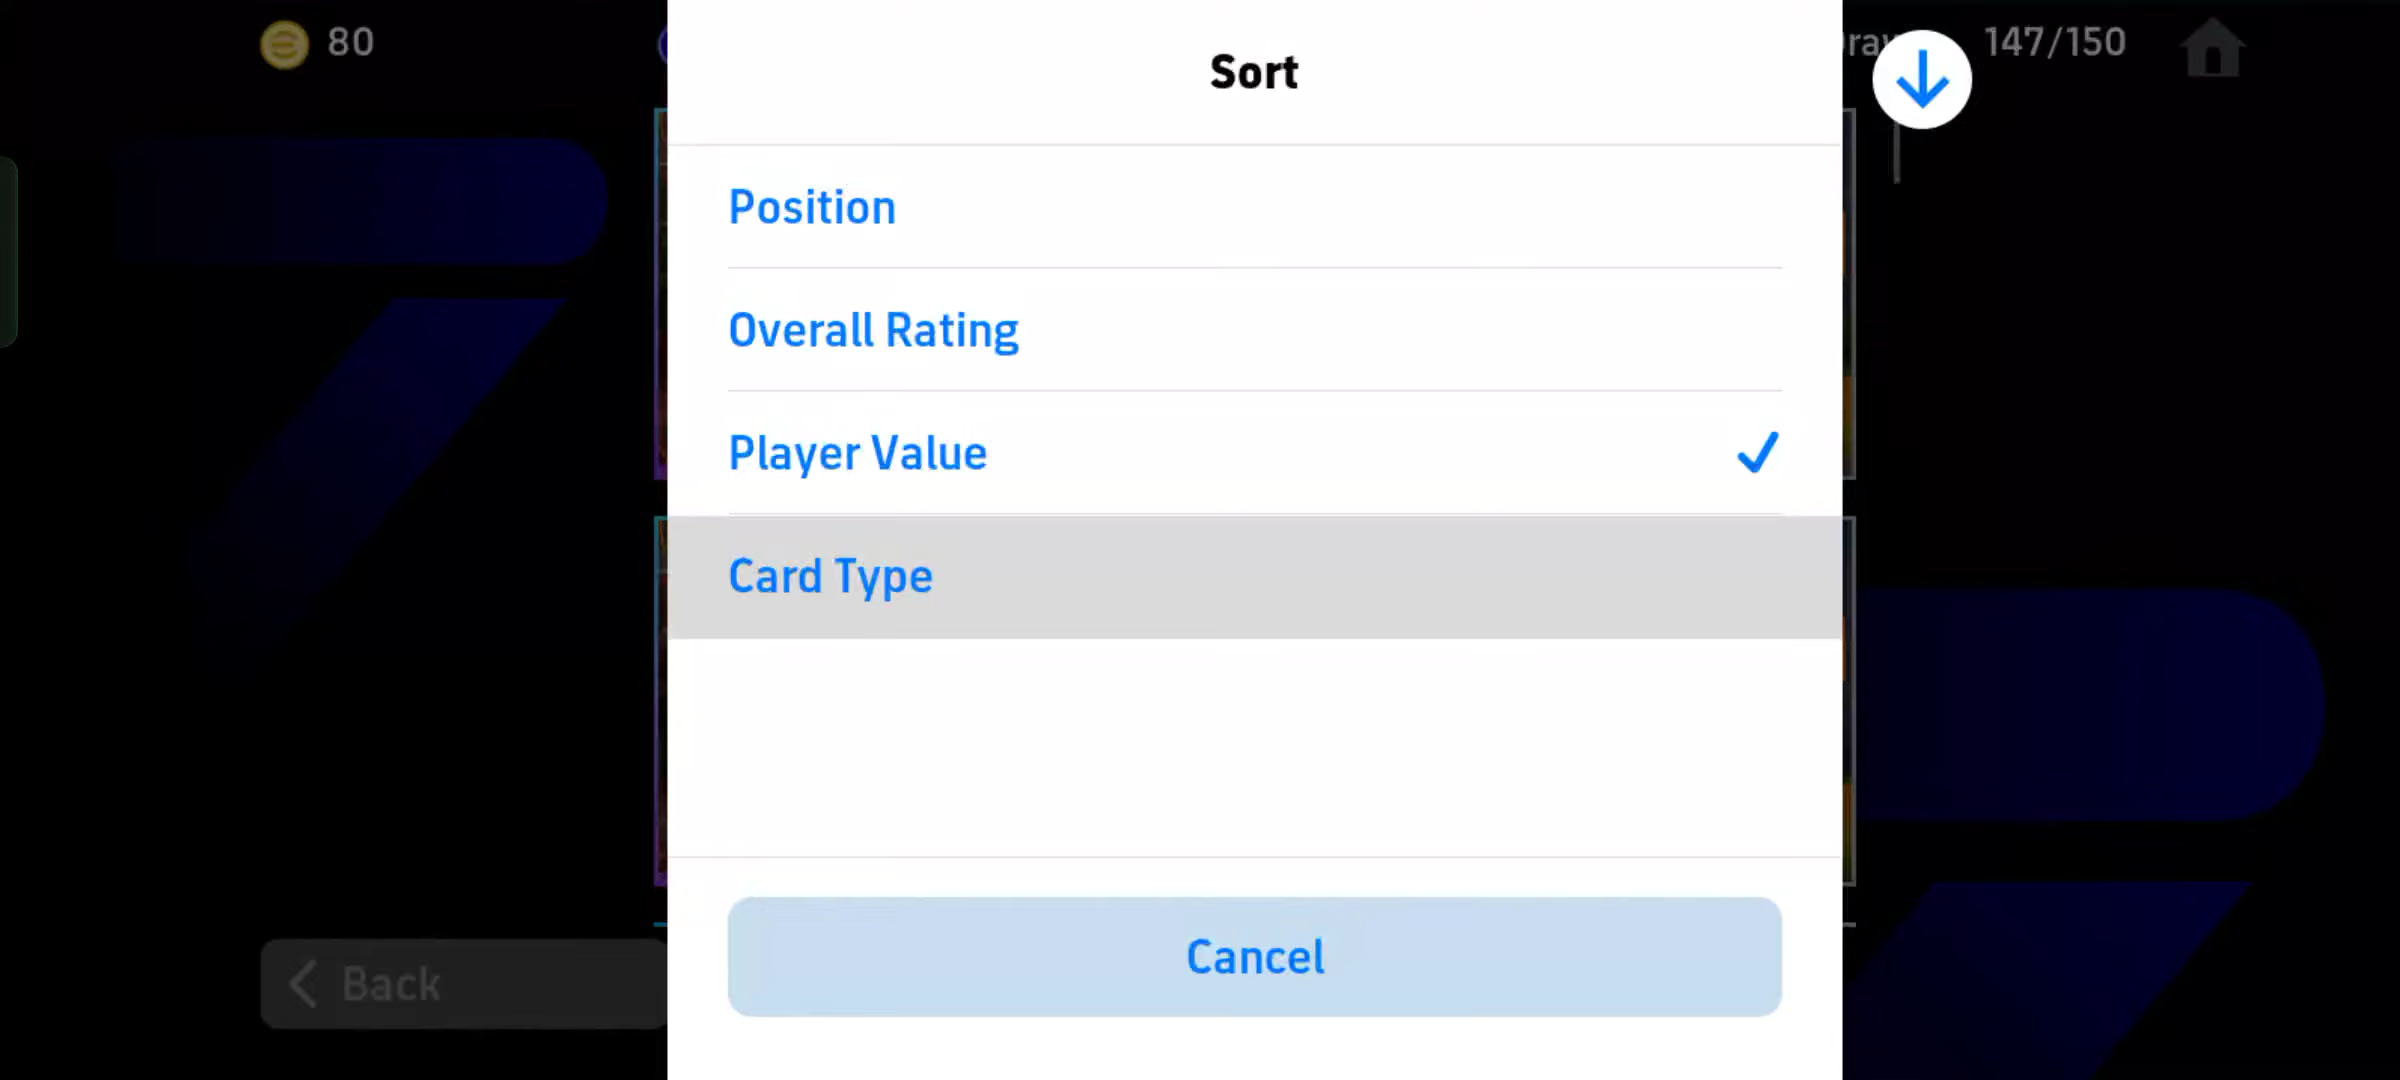 80
Sort
147/150
Position
Overall Rating
Player Value
Card Type
Back
Cancel